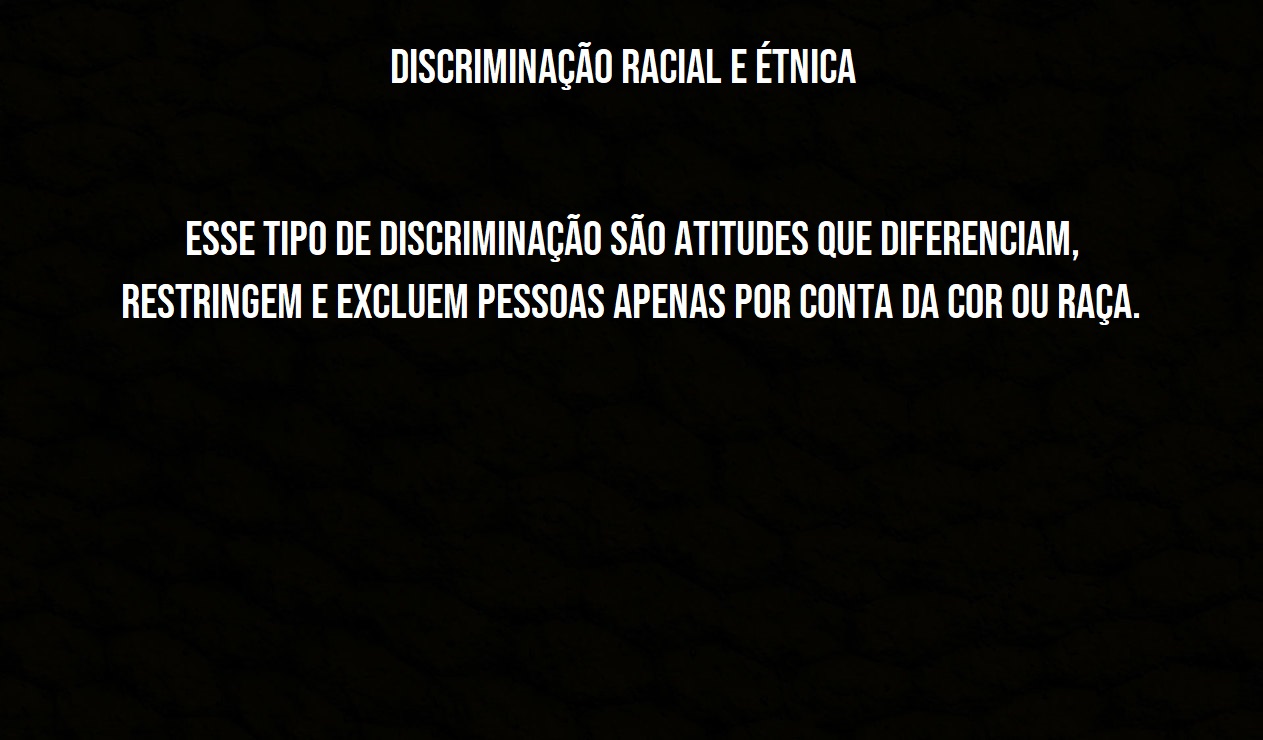 DISCRIMINAÇÃO RACIAL E ÉTNICA
ESSE TIPO DE DISCRIMINAÇÃO SÃO ATITUDES QUE DIFERENCIAM,
RESTRINGEM E EXCLUEM PESSOAS APENAS POR CONTA DA COR OU RAÇA.